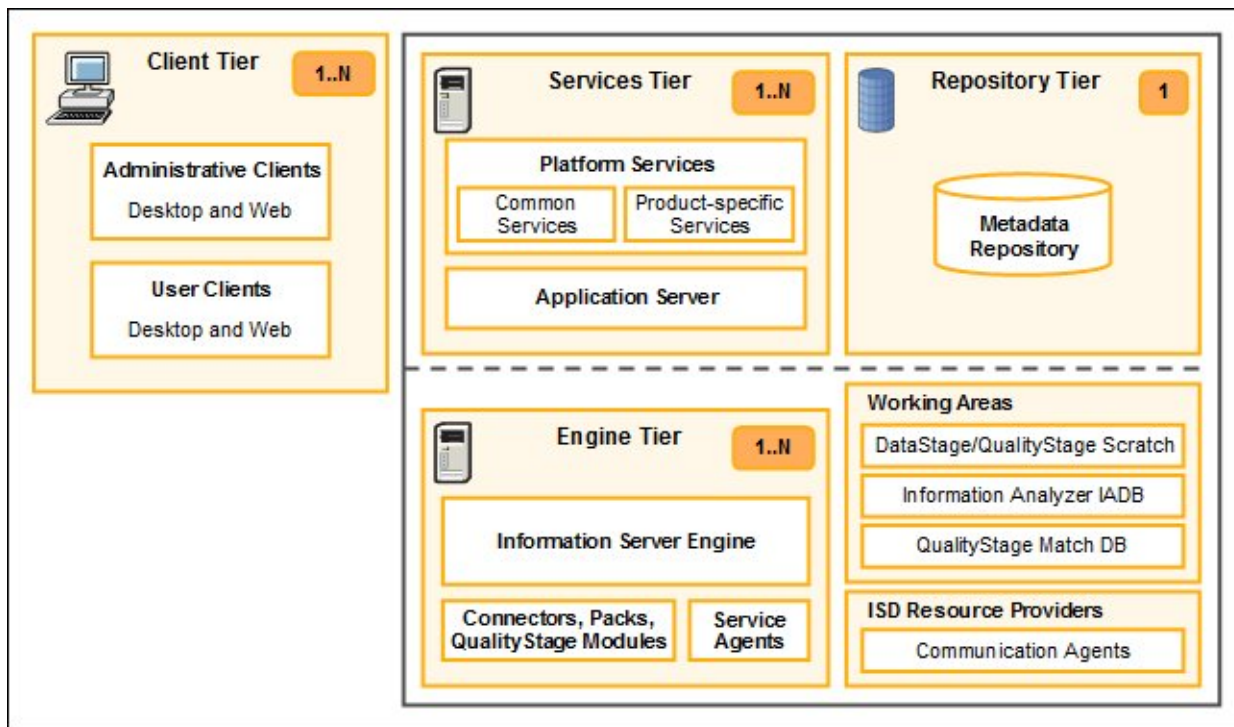 Client Tier
1..N
Administrative Clients
Desktop and Web
User Clients
Desktop and Web
Services Tier
1..N
Platform Services
Common
Services
Product-specific
Services
Application Server
Repository Tier
1
Metadata
Repository
Engine Tier
1..N
Information Server Engine
Connectors, Packs,
QualityStage Modules
Service
Agents
Working Areas
DataStage/QualityStage Scratch
Information Analyzer IADB
QualityStage Match DB
ISD Resource Providers
Communication Agents